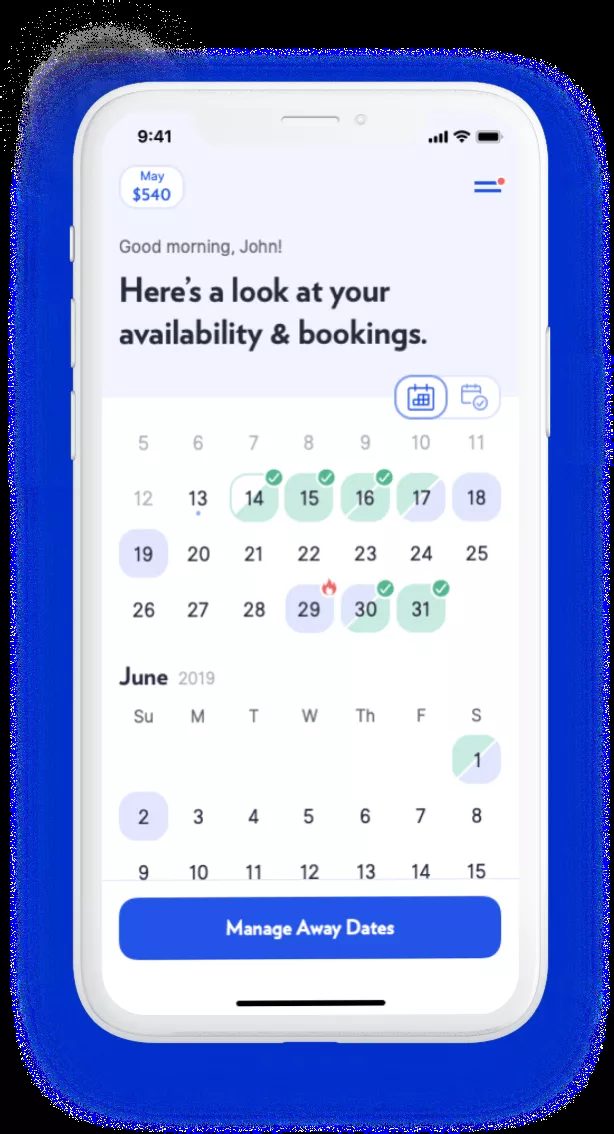 9:41
May
$540
Good morning, John!
Here's a look at your
availability & bookings.
5 6 7 8 9 10 11
12 13 14 15 16 17 18
19 20 21 22 23 24 25
26 27 28 29 30 31
June 2019
Su M T W Th F S
1
2 3 4 5 6 7 8
9 10 11 12 13 14 15
Manage Away Dates